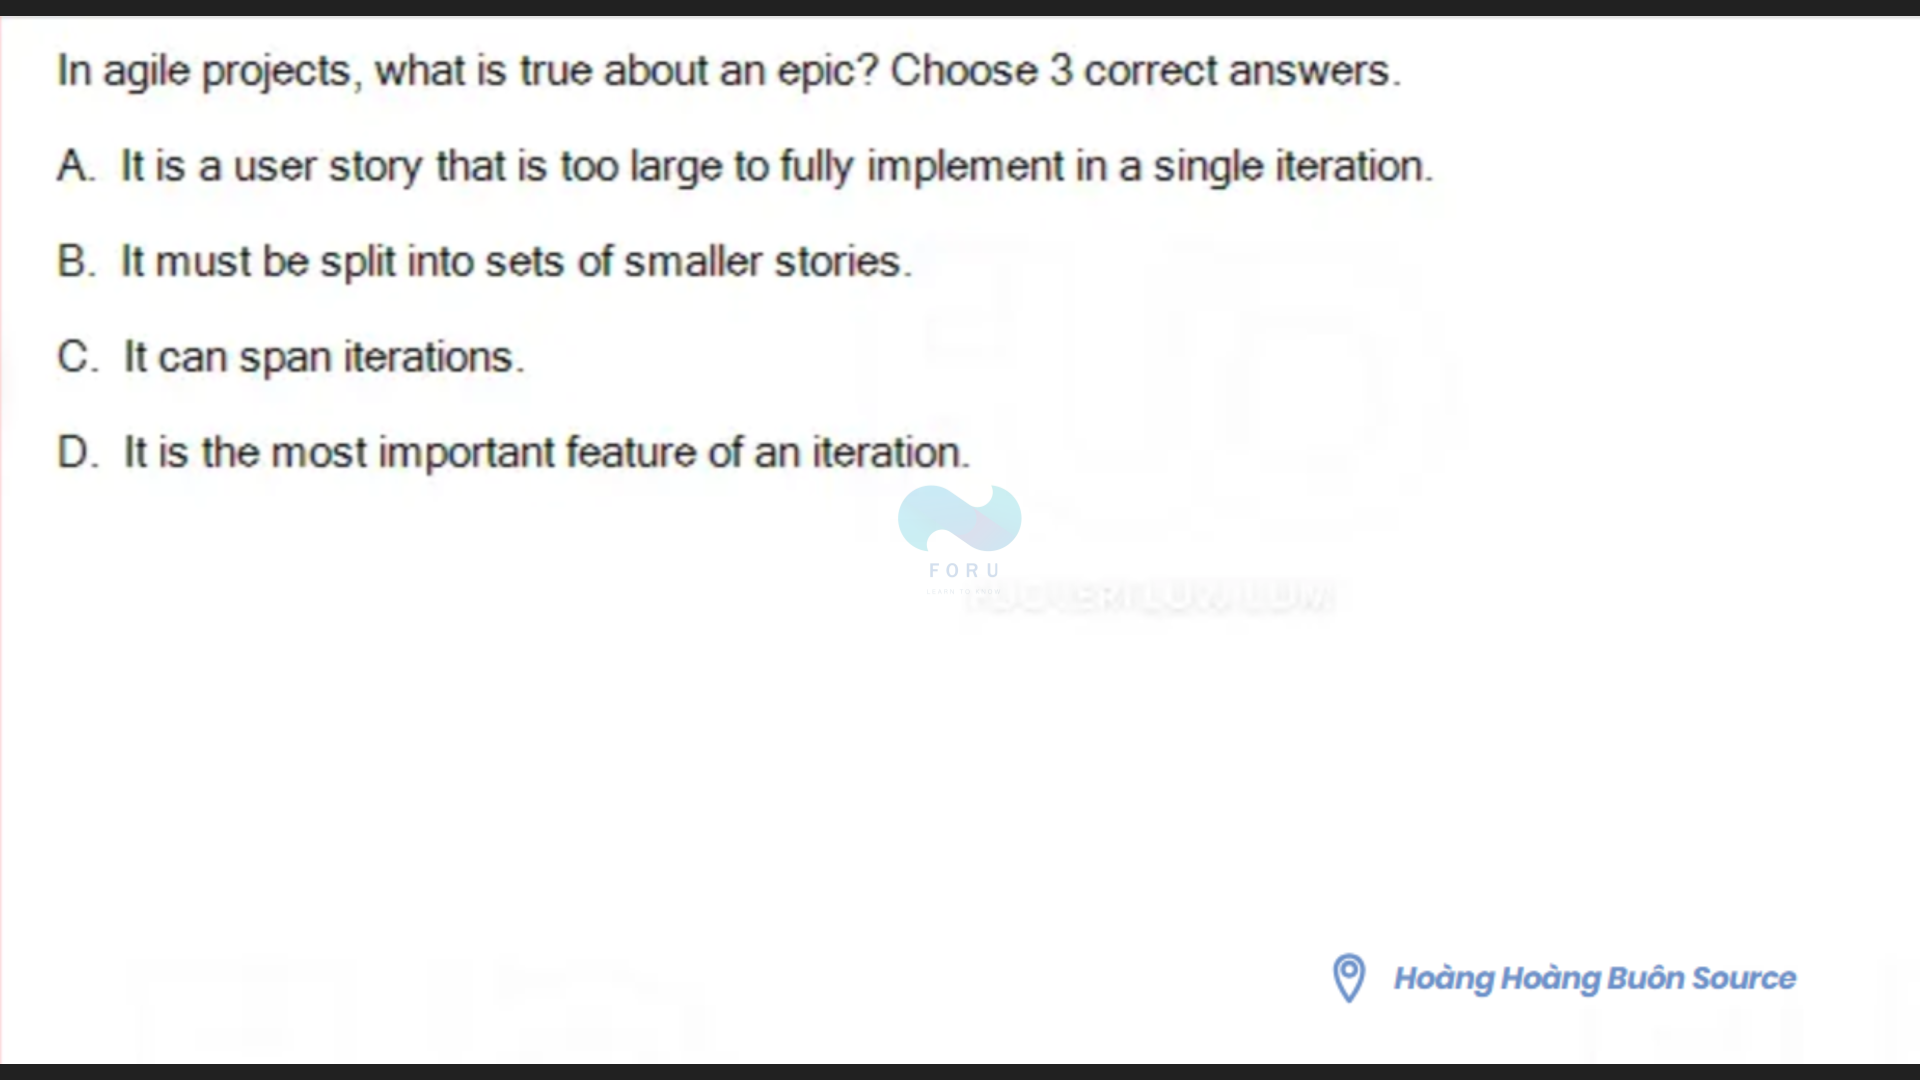 In agile projects, what is true about an epic? Choose 3 correct answers.
A. It is a user story that is too large to fully implement in a single iteration.
B. It must be split into sets of smaller stories.
C. It can span iterations.
D. It is the most important feature of an iteration.
FORU
Hoàng Hoàng Buôn Source